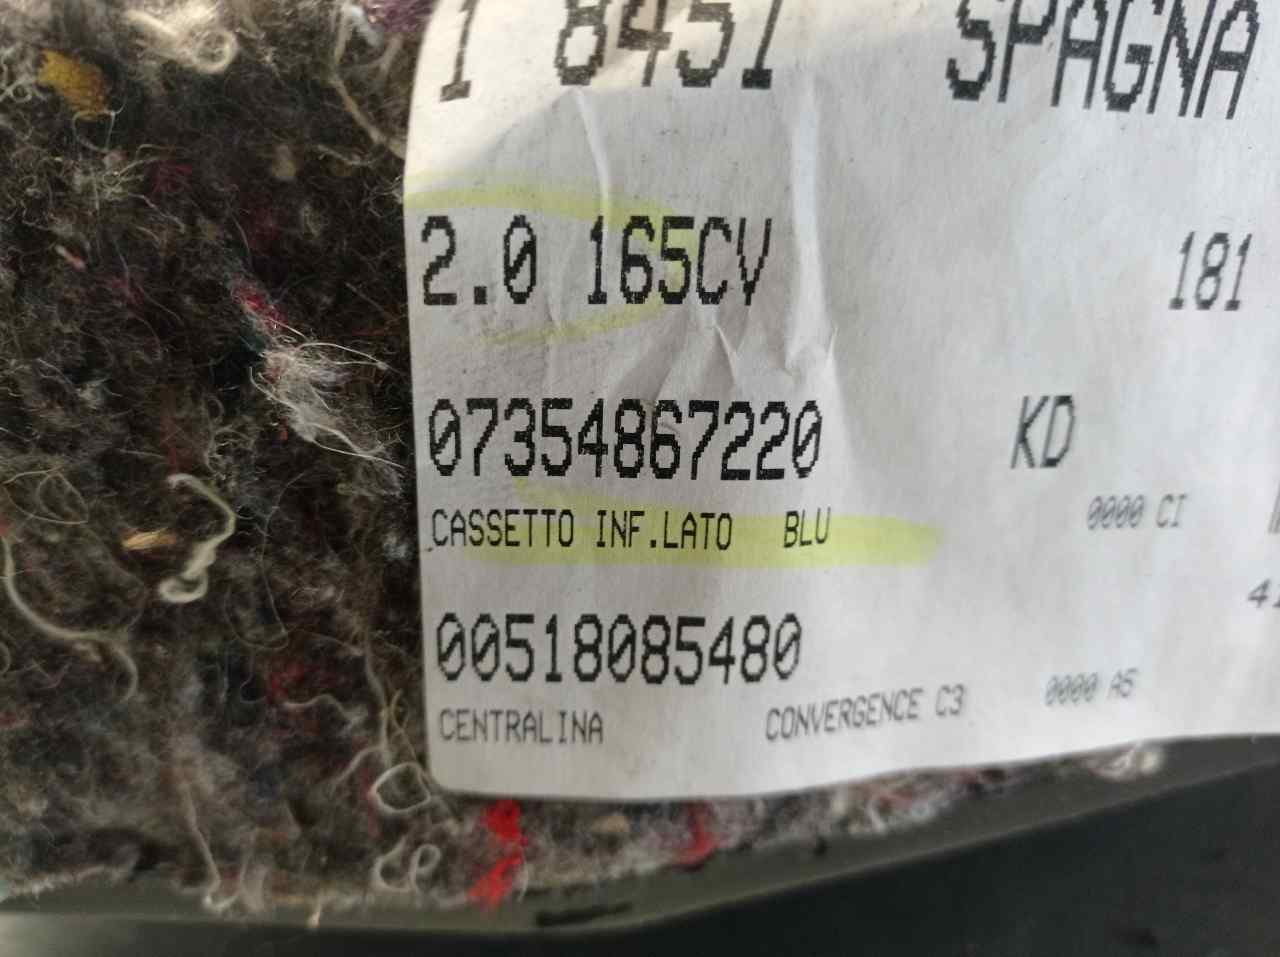 1 8451 SPAGNA
2.0 165CV 181
07354867220 KD
CASSETTO INF.LATO BLU 0000 CI
00518085480
CENTRALINA CONVERGENCE C3 0000 A5